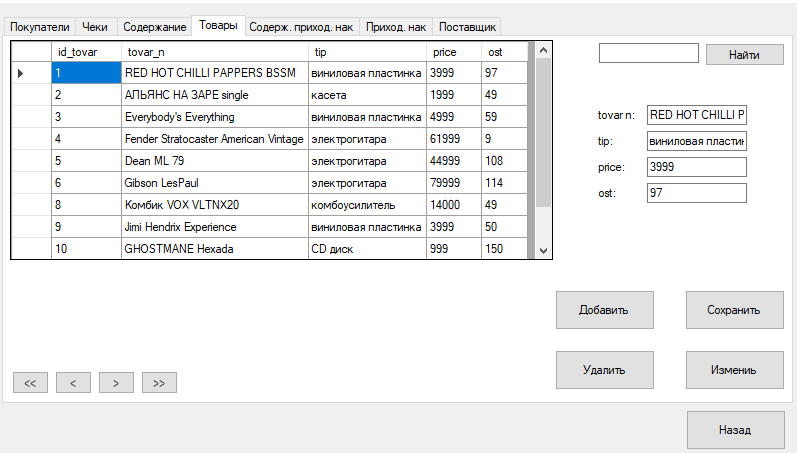 Покупатели Чеки Содержание Товары Содерж. приход. нак Приход. нак Поставщик
id_tovar tovar_n tip price ost
1 RED HOT CHILLI PAPPERS BSSM виниловая пластинка 3999 97
2 АЛЬЯНС НА ЗАРЕ single касета 1999 49
3 Everybody's Everything виниловая пластинка 4999 59
4 Fender Stratocaster American Vintage электрогитара 61999 9
5 Dean ML 79 электрогитара 44999 108
6 Gibson LesPaul электрогитара 79999 114
8 Комбик VOX VLTNX20 комбоусилитель 14000 49
9 Jimi Hendrix Experience виниловая пластинка 3999 50
10 GHOSTMANE Hexada CD диск 999 150
Найти
tovar n: RED HOT CHILLI P
tip: виниловая пластин
price: 3999
ost: 97
Добавить Сохранить
Удалить Измениь
<< < > >>
Назад